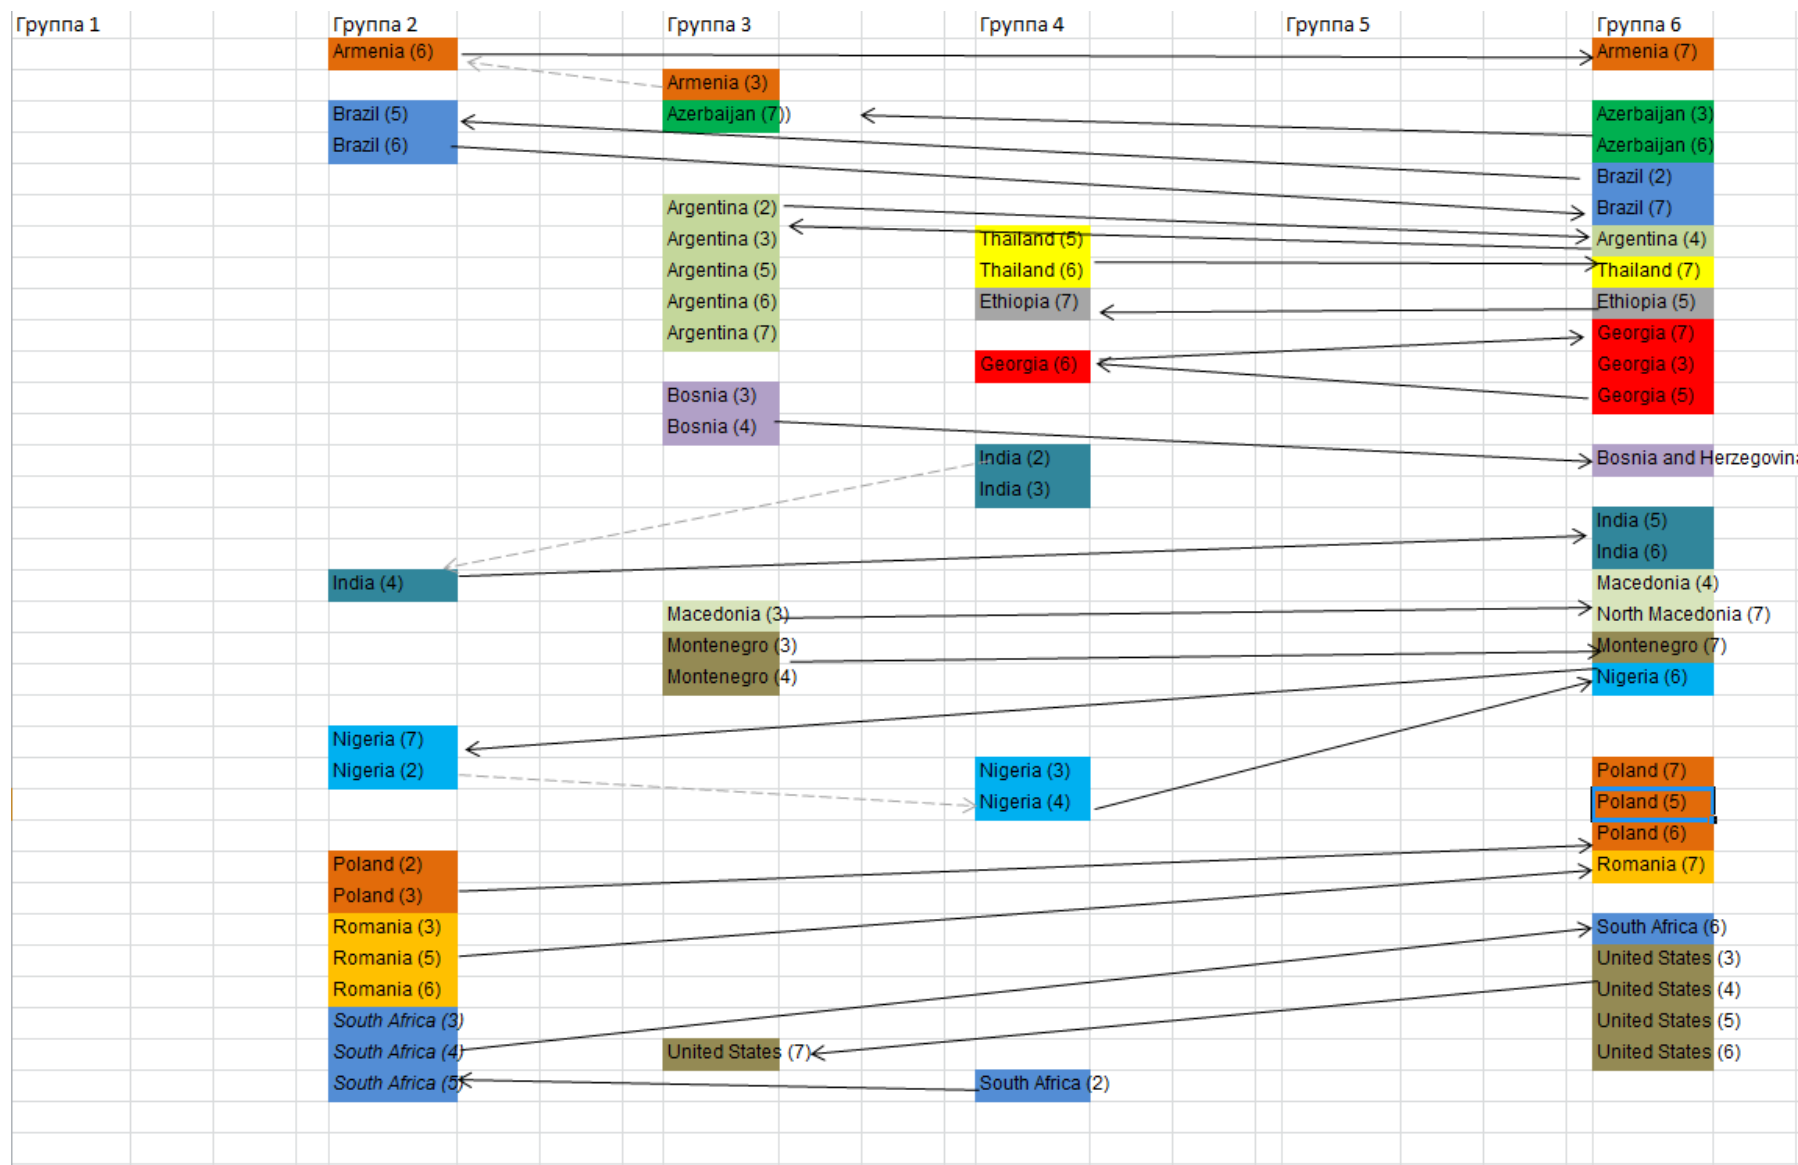 Группа 1 Группа 2 Группа 3 Группа 4 Группа 5 Группа 6
Armenia (6) Armenia (7)
Armenia (3)
Brazil (5) Azerbaijan (7)) Azerbaijan (3)
Brazil (6) Azerbaijan (6)
Brazil (2)
Argentina (2) Brazil (7)
Argentina (3) Thailand (5) Argentina (4)
Argentina (5) Thailand (6) Thailand (7)
Argentina (6) Ethiopia (7) Ethiopia (5)
Argentina (7) Georgia (7)
Georgia (6) Georgia (3)
Bosnia (3) Georgia (5)
Bosnia (4)
India (2) Bosnia and Herzegovina
India (3)
India (5)
India (6)
India (4) Macedonia (4)
Macedonia (3) North Macedonia (7)
Montenegro (3) Montenegro (7)
Montenegro (4) Nigeria (6)
Nigeria (7)
Nigeria (2) Nigeria (3) Poland (7)
Nigeria (4) Poland (5)
Poland (6)
Poland (2) Romania (7)
Poland (3)
Romania (3) South Africa (6)
Romania (5) United States (3)
Romania (6) United States (4)
South Africa (3) United States (5)
South Africa (4) United States (7) United States (6)
South Africa (5) South Africa (2)